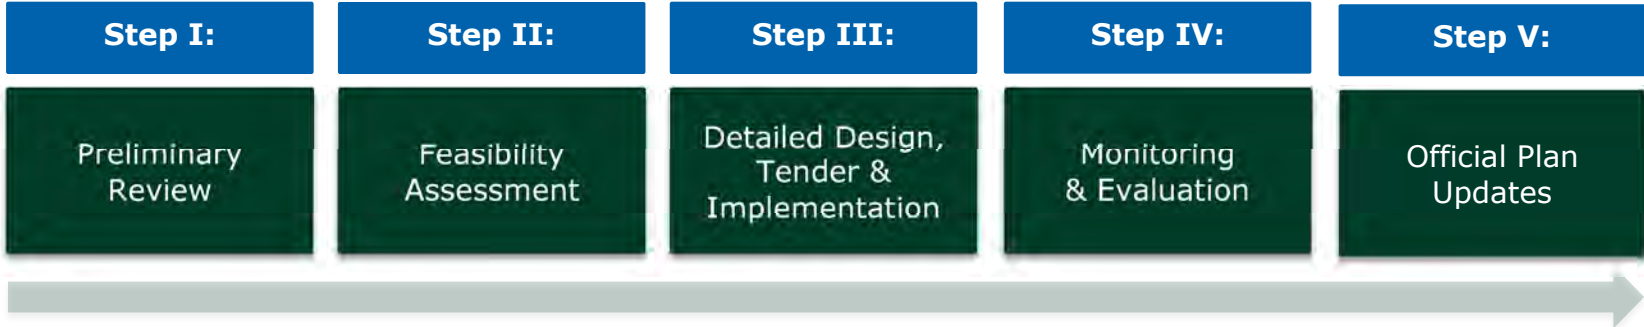 Step I:
Preliminary
Review
Step II:
Feasibility
Assessment
Step III:
Detailed Design,
Tender &
Implementation
Step IV:
Monitoring
& Evaluation
Step V:
Official Plan
Updates